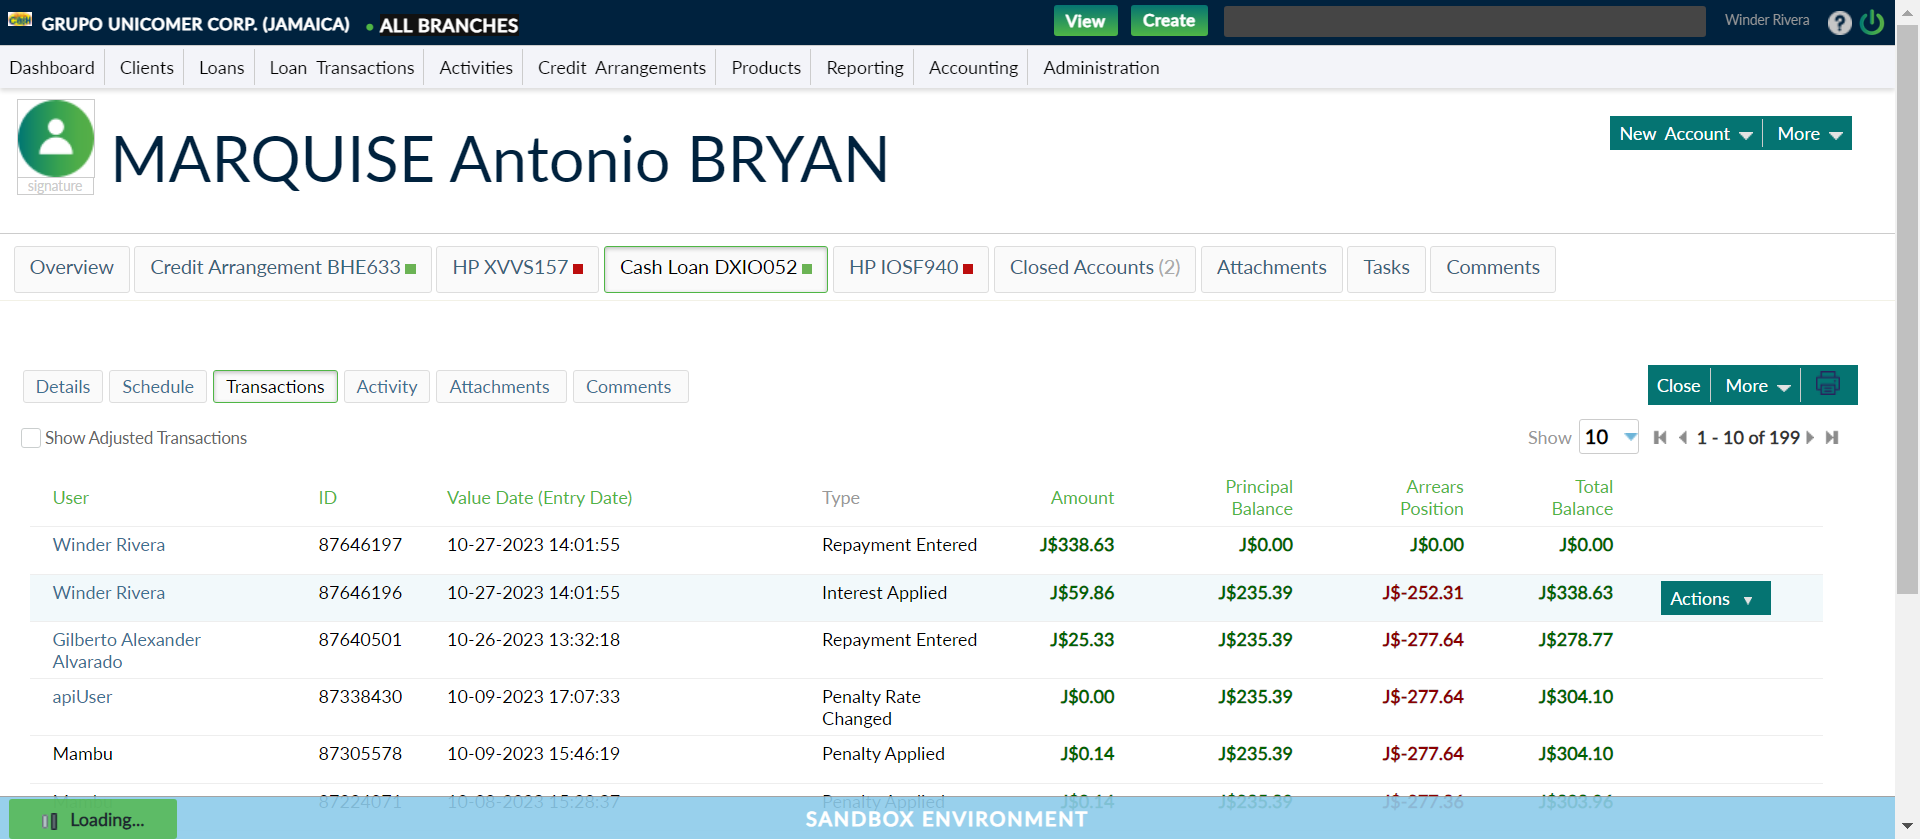 Cash GRUPO UNICOMER CORP. (JAMAICA) • ALL BRANCHES View Create Winder Rivera ?
Dashboard Clients Loans Loan Transactions Activities Credit Arrangements Products Reporting Accounting Administration
MARQUISE Antonio BRYAN
signature
New Account More
Overview Credit Arrangement BHE633 HP XVVS157 Cash Loan DXIO052 HP IOSF940 Closed Accounts (2) Attachments Tasks Comments
Details Schedule Transactions Activity Attachments Comments Close More
Show Adjusted Transactions Show 10 1 - 10 of 199
User ID Value Date (Entry Date) Type Amount Principal Balance Arrears Position Total Balance
Winder Rivera 87646197 10-27-2023 14:01:55 Repayment Entered J$338.63 J$0.00 J$0.00 J$0.00
Winder Rivera 87646196 10-27-2023 14:01:55 Interest Applied J$59.86 J$235.39 J$-252.31 J$338.63 Actions
Gilberto Alexander Alvarado 87640501 10-26-2023 13:32:18 Repayment Entered J$25.33 J$235.39 J$-277.64 J$278.77
apiUser 87338430 10-09-2023 17:07:33 Penalty Rate Changed J$0.00 J$235.39 J$-277.64 J$304.10
Mambu 87305578 10-09-2023 15:46:19 Penalty Applied J$0.14 J$235.39 J$-277.64 J$304.10
Mambu 87224071 10-08-2023 15:28:37 Penalty Applied J$0.14 J$235.39 J$-277.36 J$303.96
Loading... SANDBOX ENVIRONMENT